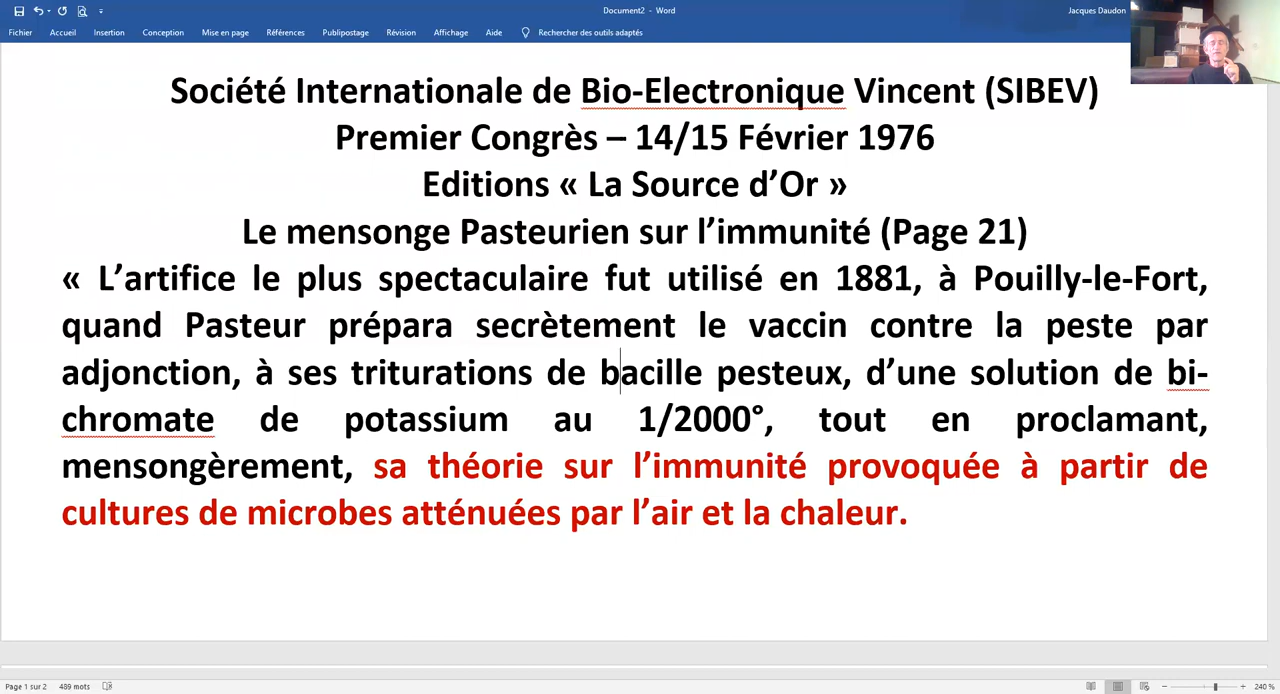 Document2 - Word
Jacques Daudon
Fichier Accueil Insertion Conception Mise en page Références Publipostage Révision Affichage Aide Rechercher des outils adaptés
Société Internationale de Bio-Electronique Vincent (SIBEV)
Premier Congrès – 14/15 Février 1976
Editions « La Source d’Or »
Le mensonge Pasteurien sur l’immunité (Page 21)
« L’artifice le plus spectaculaire fut utilisé en 1881, à Pouilly-le-Fort,
quand Pasteur prépara secrètement le vaccin contre la peste par
adjonction, à ses triturations de bacille pesteux, d’une solution de bi-
chromate de potassium au 1/2000°, tout en proclamant,
mensongèrement, sa théorie sur l’immunité provoquée à partir de
cultures de microbes atténuées par l’air et la chaleur.
Page 1 sur 2 489 mots
240 %